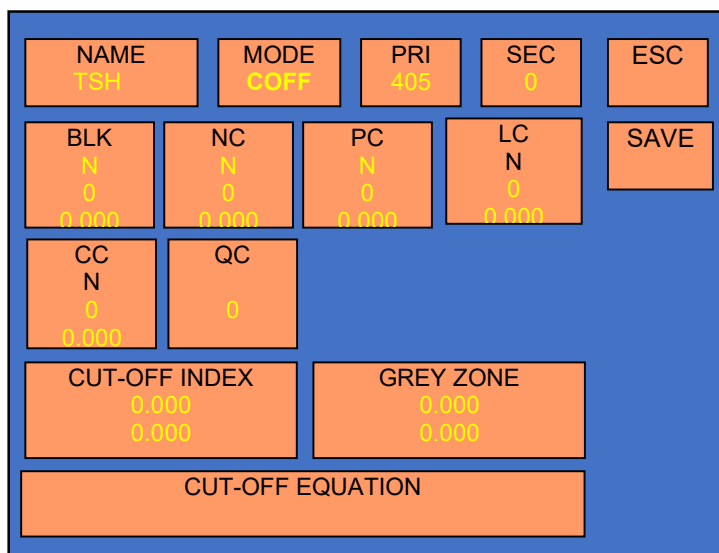 NAME MODE PRI SEC ESC
TSH COFF 405 0
BLK NC PC LC SAVE
N N N N
0 0 0 0
0.000 0.000 0.000 0.000
CC QC
N
0 0
0.000
CUT-OFF INDEX GREY ZONE
0.000 0.000
0.000 0.000
CUT-OFF EQUATION